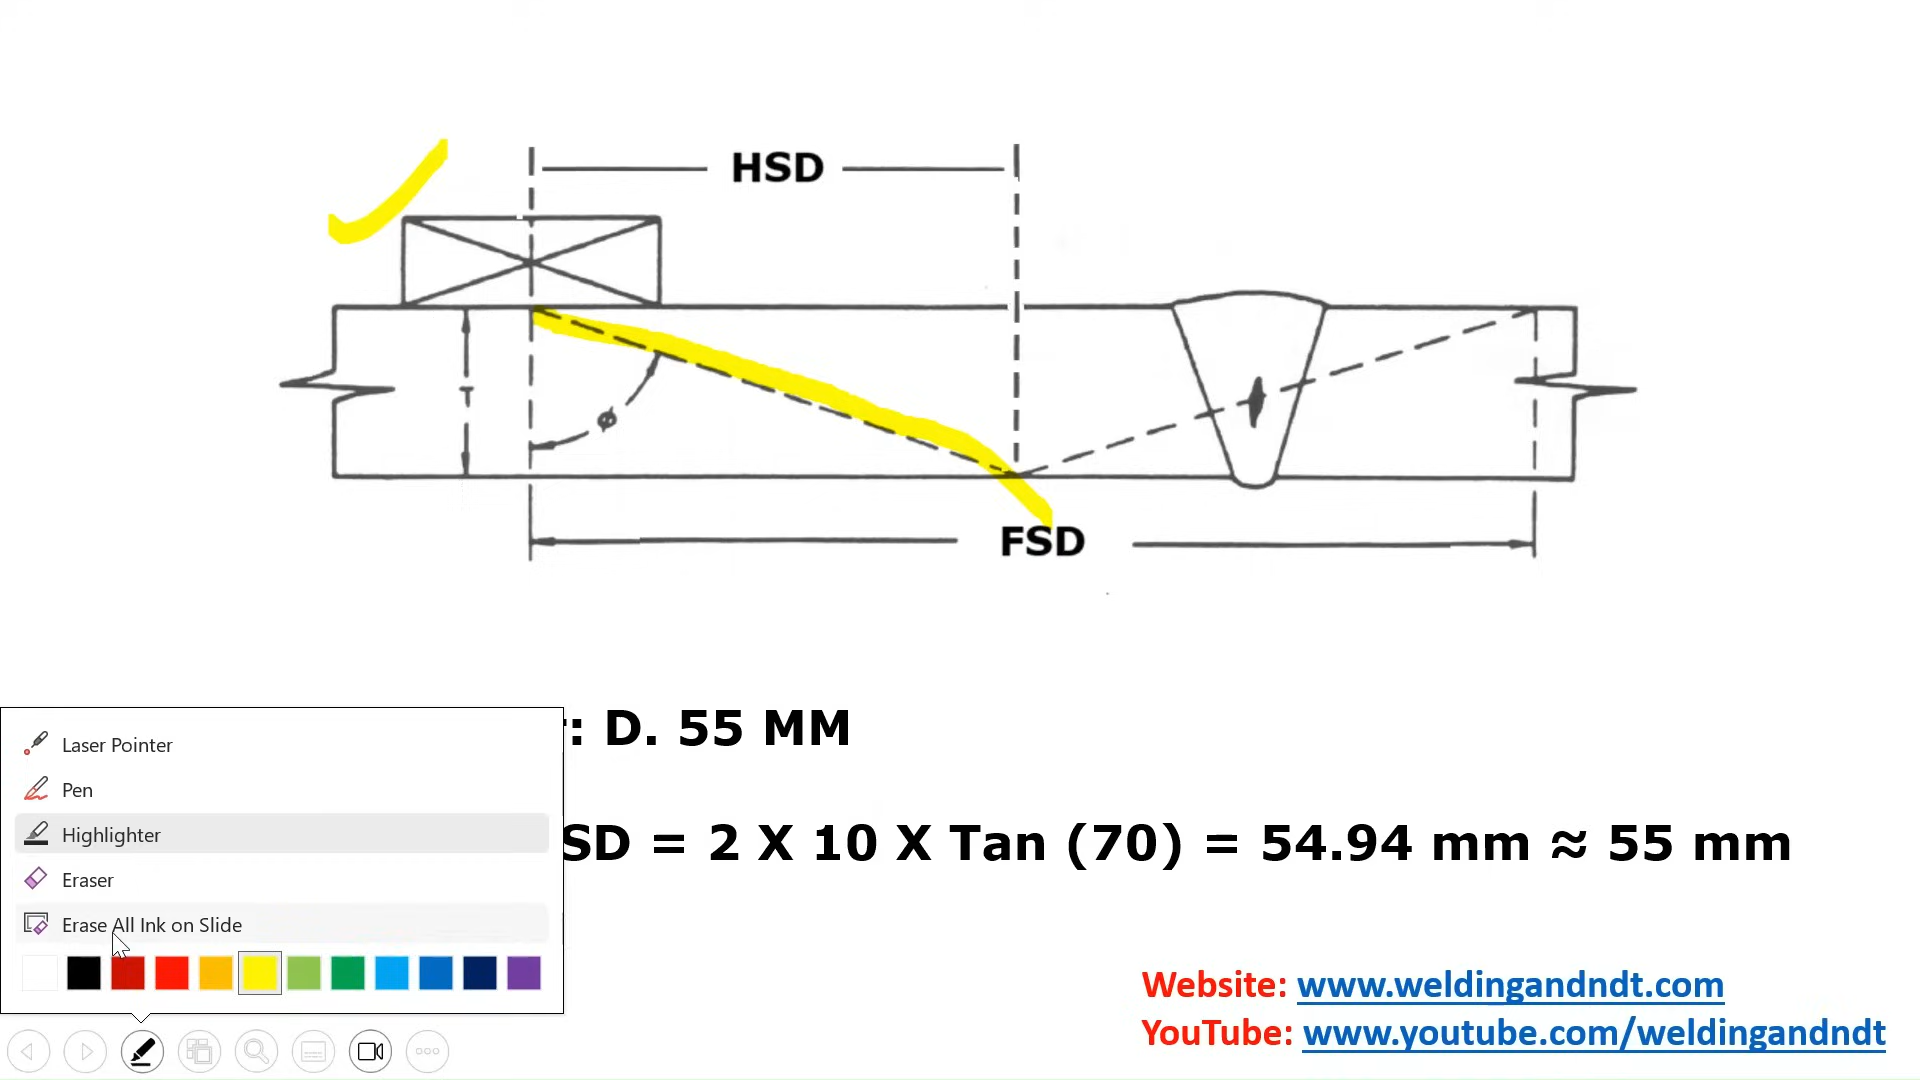 HSD
T
ϕ
FSD
: D. 55 MM
Laser Pointer
Pen
Highlighter
SD = 2 X 10 X Tan (70) = 54.94 mm ≈ 55 mm
Eraser
Erase All Ink on Slide
Website: www.weldingandndt.com
YouTube: www.youtube.com/weldingandndt